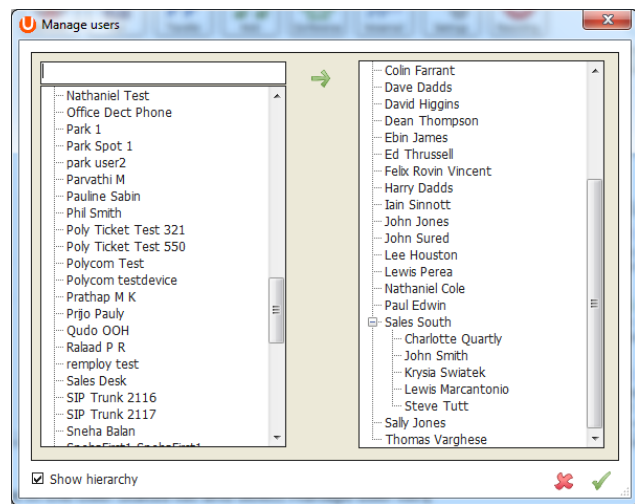 Manage users
Nathaniel Test
Office Dect Phone
Park 1
Park Spot 1
park user2
Parvathi M
Pauline Sabin
Phil Smith
Poly Ticket Test 321
Poly Ticket Test 550
Polycom Test
Polycom testdevice
Prathap M K
Prijo Pauly
Qudo OOH
Ralaad P R
remploy test
Sales Desk
SIP Trunk 2116
SIP Trunk 2117
Sneha Balan
Colin Farrant
Dave Dadds
David Higgins
Dean Thompson
Ebin James
Ed Thrussell
Felix Rovin Vincent
Harry Dadds
Iain Sinnott
John Jones
John Sured
Lee Houston
Lewis Perea
Nathaniel Cole
Paul Edwin
Sales South
Charlotte Quartly
John Smith
Krysia Swiatek
Lewis Marcantonio
Steve Tutt
Sally Jones
Thomas Varghese
Show hierarchy